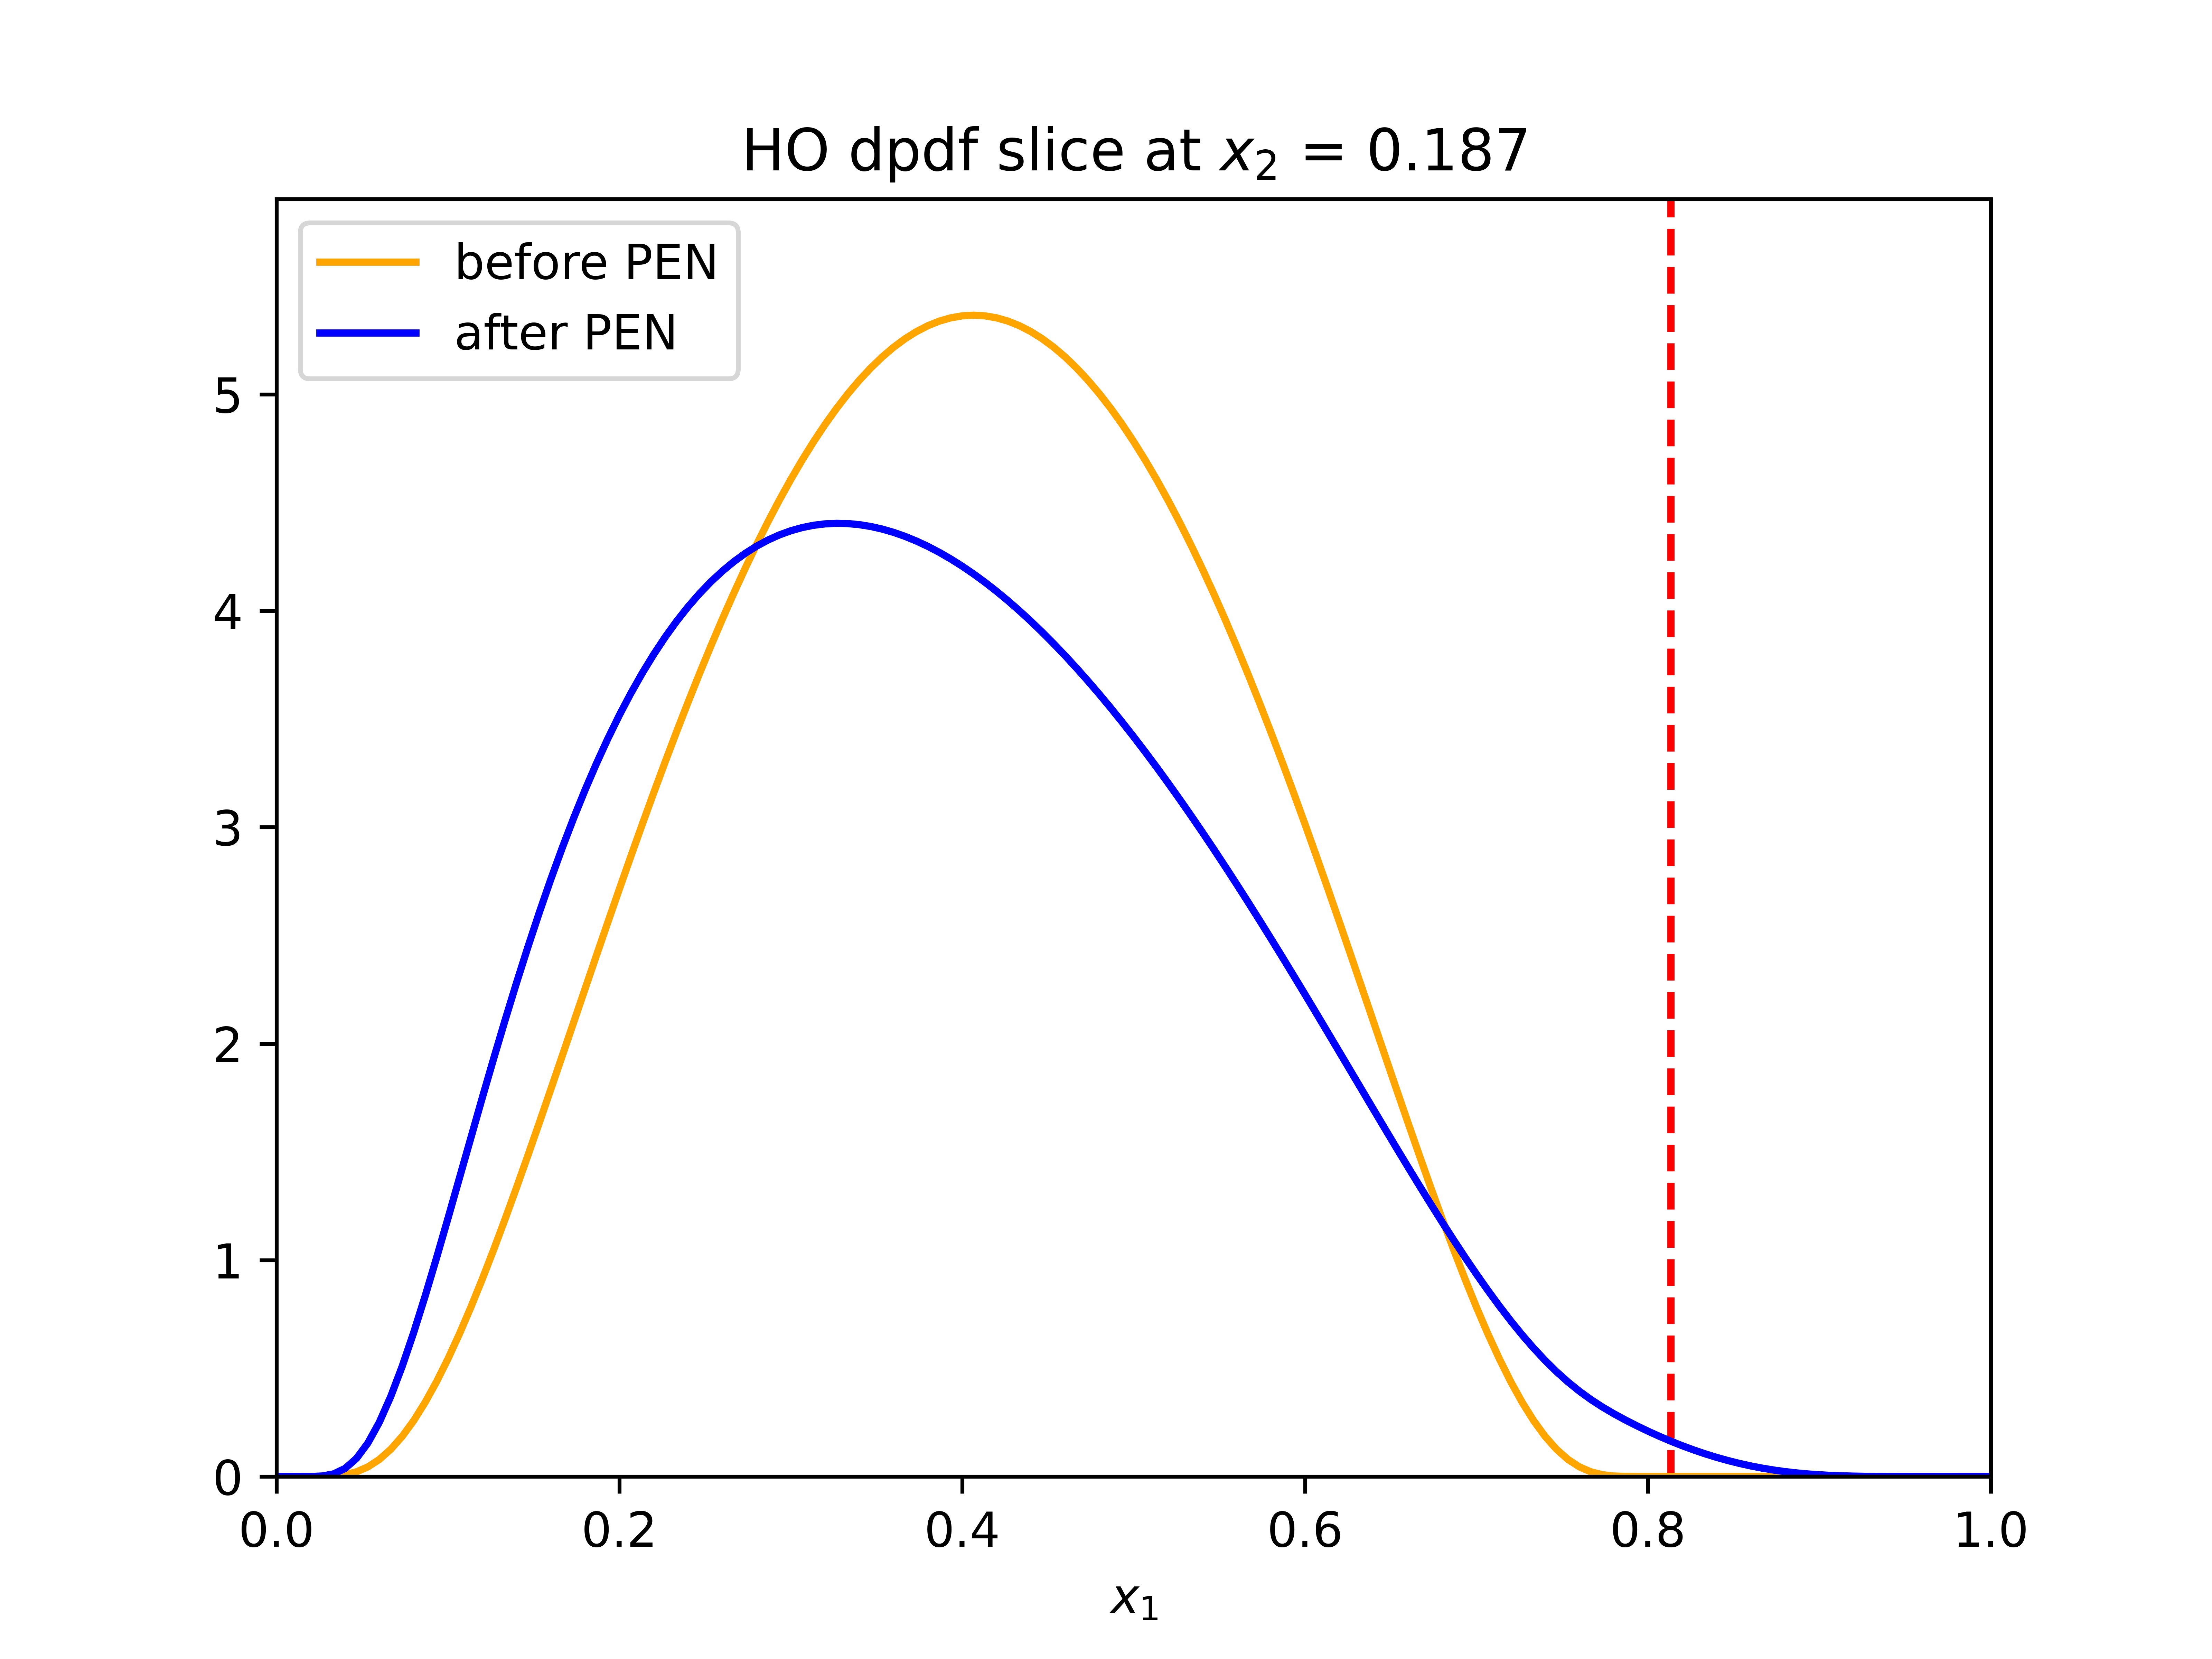 HO dpdf slice at x₂ = 0.187
before PEN
after PEN
5
4
3
2
1
0
0.0 0.2 0.4 0.6 0.8 1.0
x₁